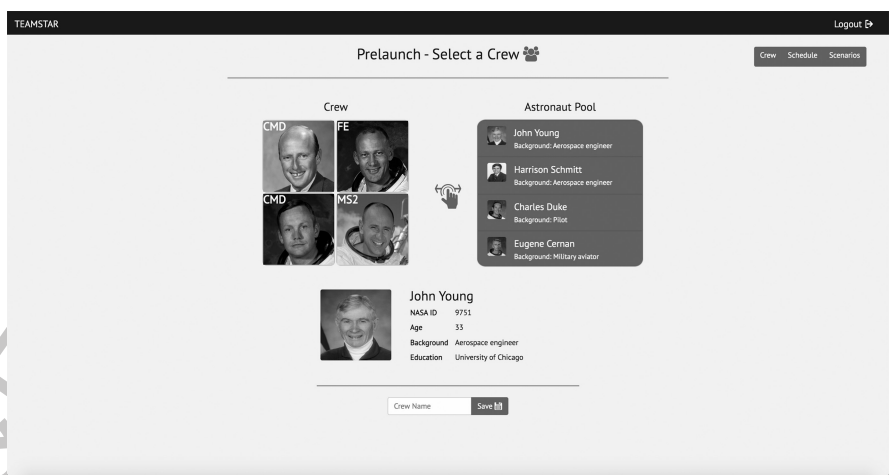 TEAMSTAR
Logout
Prelaunch - Select a Crew
Crew Schedule Scenarios
Crew
CMD
FE
CMD
MS2
Astronaut Pool
John Young
Background: Aerospace engineer
Harrison Schmitt
Background: Aerospace engineer
Charles Duke
Background: Pilot
Eugene Cernan
Background: Military aviator
John Young
NASA ID 9751
Age 33
Background Aerospace engineer
Education University of Chicago
Crew Name
Save